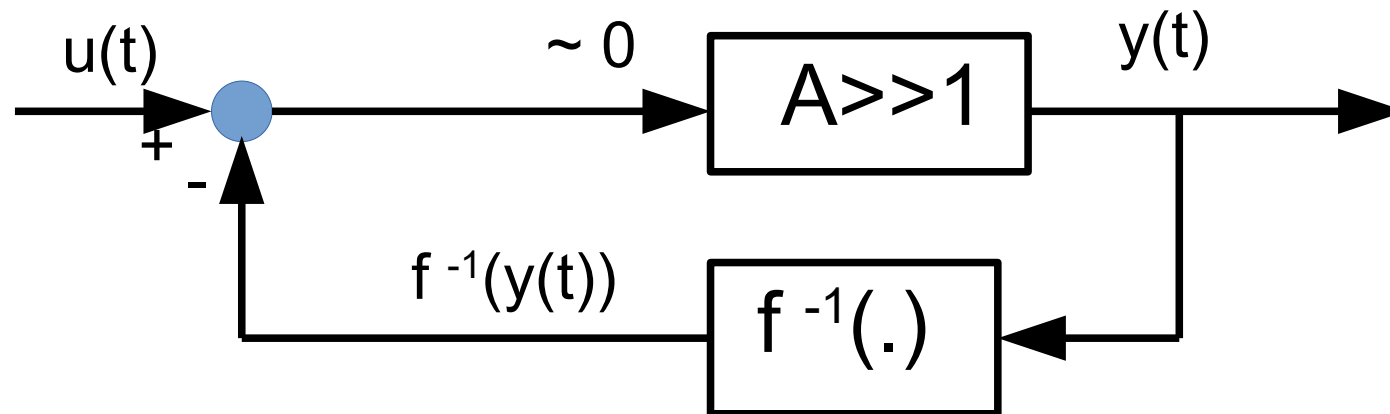 u(t)
~ 0
y(t)
A>>1
+
-
f -1(y(t))
f -1(.)